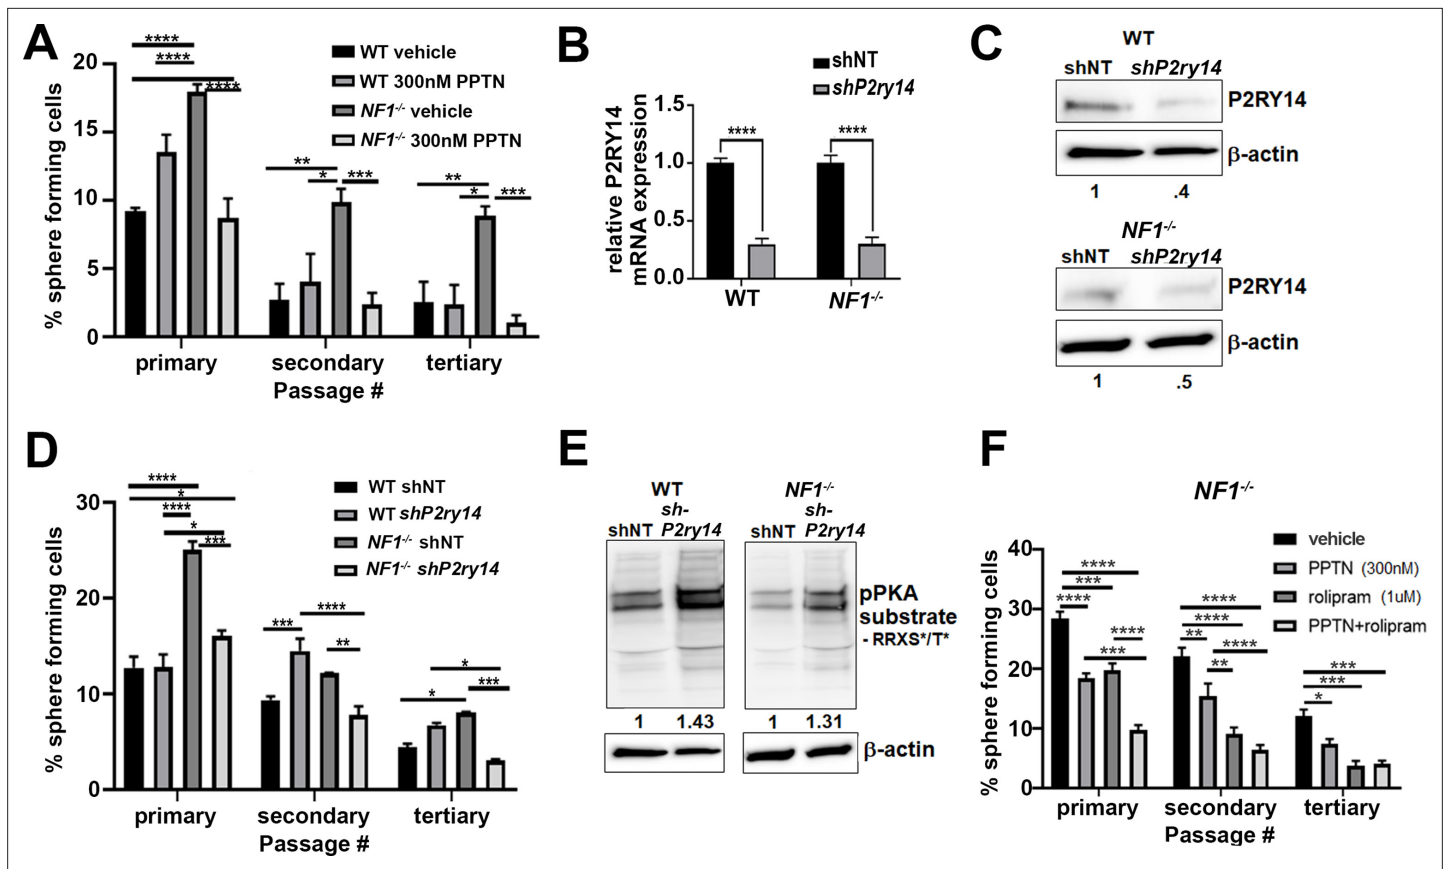 A
WT vehicle
WT 300nM PPTN
NF1-/- vehicle
NF1-/- 300nM PPTN
% sphere forming cells
20
15
10
5
0
****
****
****
**
*
***
**
*
***
primary
secondary
tertiary
Passage #
B
shNT
shP2ry14
relative P2RY14
mRNA expression
1.5
1.0
0.5
0.0
****
****
WT
NF1-/-
C
WT
shNT shP2ry14
P2RY14
β-actin
1 .4
NF1-/-
shNT shP2ry14
P2RY14
β-actin
1 .5
D
WT shNT
WT shP2ry14
NF1-/- shNT
NF1-/- shP2ry14
% sphere forming cells
30
20
10
0
****
*
****
*
***
****
***
**
*
***
*
primary
secondary
tertiary
Passage #
E
WT
shNT
sh-
P2ry14
NF1-/-
shNT
sh-
P2ry14
pPKA
substrate
- RRXS*/T*
1 1.43 1 1.31
β-actin
F
NF1-/-
vehicle
PPTN (300nM)
rolipram (1uM)
PPTN+rolipram
% sphere forming cells
40
30
20
10
0
****
***
****
****
***
****
****
**
****
**
***
***
*
primary
secondary
tertiary
Passage #